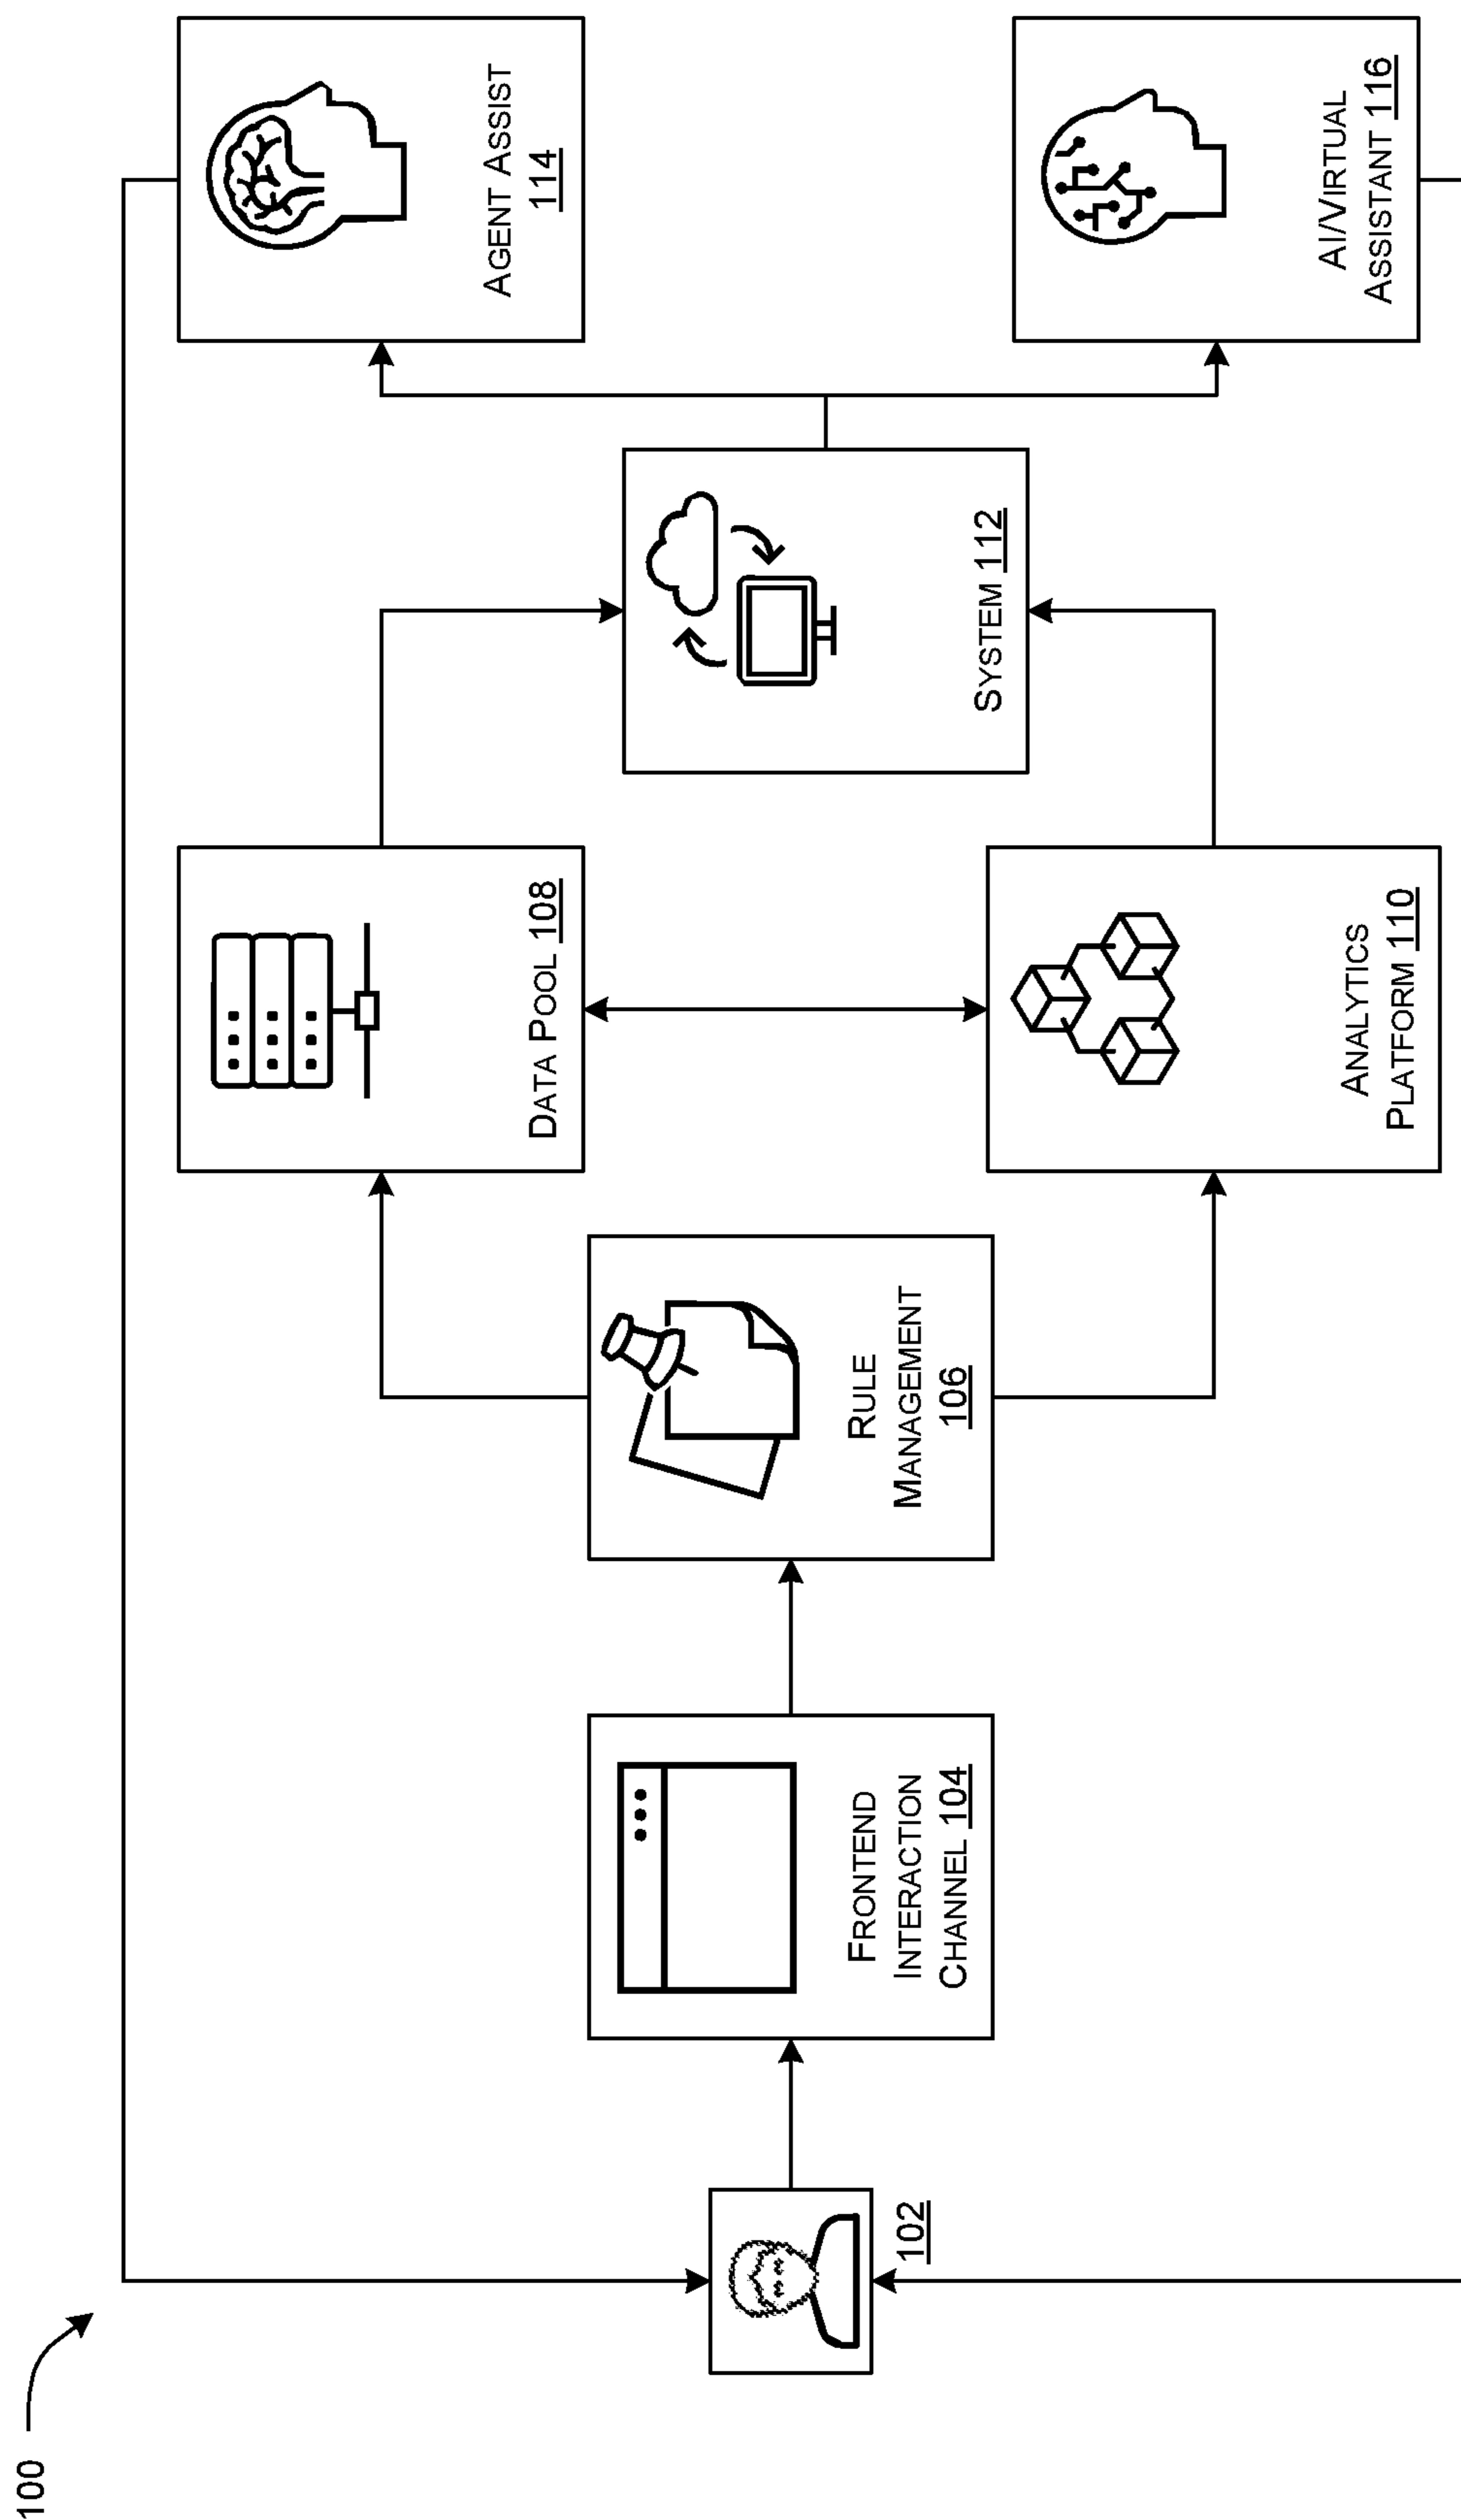 100
102
FRONTEND
INTERACTION
CHANNEL 104
RULE
MANAGEMENT
106
DATA POOL 108
ANALYTICS
PLATFORM 110
SYSTEM 112
AGENT ASSIST
114
AI/VIRTUAL
ASSISTANT 116